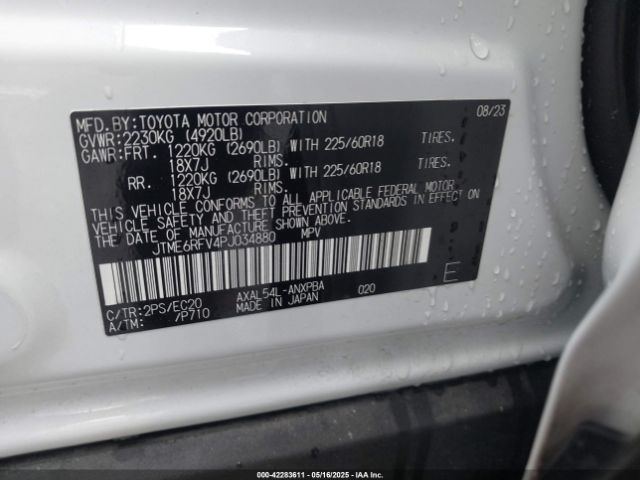 MFD. BY: TOYOTA MOTOR CORPORATION 08/23
GVWR: 2230KG (4920LB)
GAWR: FRT. 1220KG (2690LB) WITH 225/60R18 TIRES.
18X7J RIMS.
RR. 1220KG (2690LB) WITH 225/60R18 TIRES.
18X7J RIMS.
THIS VEHICLE CONFORMS TO ALL APPLICABLE FEDERAL MOTOR
VEHICLE SAFETY AND THEFT PREVENTION STANDARDS IN EFFECT ON
THE DATE OF MANUFACTURE SHOWN ABOVE.
JTME6RFV4PJ034880 MPV
E
C/TR: 2PS/EC20 AXAL54L-ANXPBA 020
A/TM: /P710 MADE IN JAPAN
000-42283611 - 05/16/2025 - IAAI